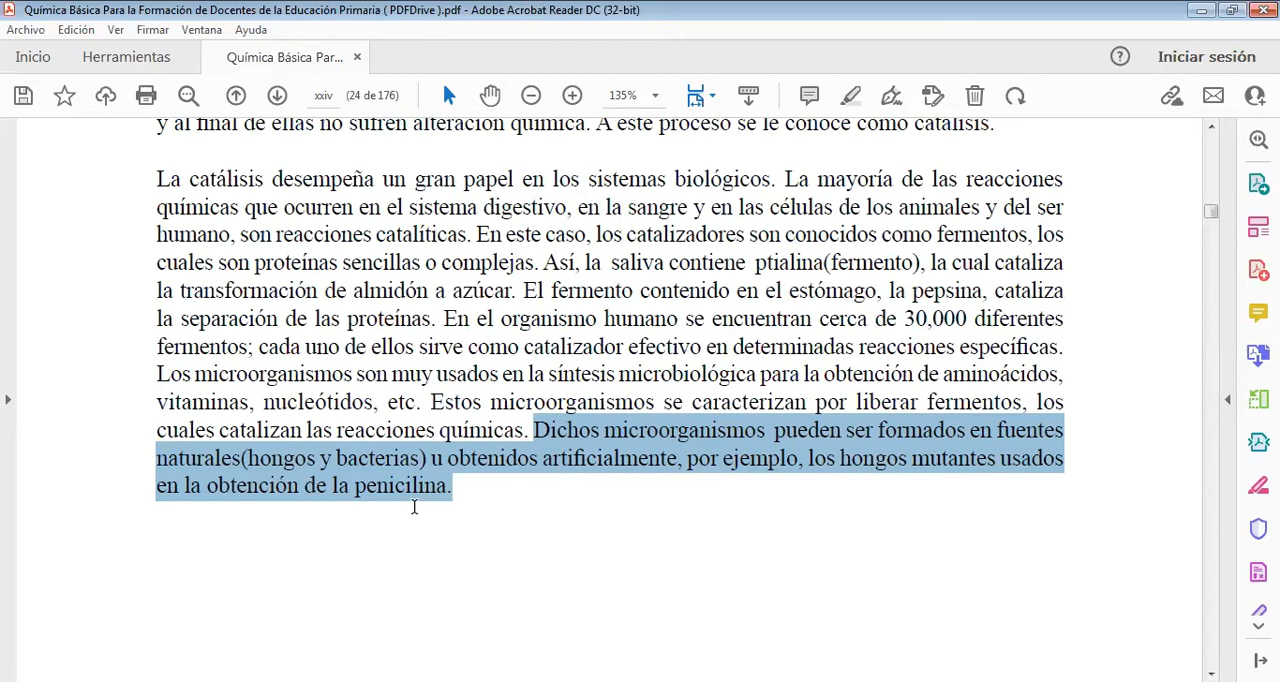 Química Básica Para la Formación de Docentes de la Educación Primaria ( PDFDrive ).pdf - Adobe Acrobat Reader DC (32-bit)
Archivo Edición Ver Firmar Ventana Ayuda
Inicio Herramientas Química Básica Par... × Iniciar sesión
xxiv (24 de 176) 135%
y al final de ellas no sufren alteración química. A este proceso se le conoce como catálisis.
La catálisis desempeña un gran papel en los sistemas biológicos. La mayoría de las reacciones
químicas que ocurren en el sistema digestivo, en la sangre y en las células de los animales y del ser
humano, son reacciones catalíticas. En este caso, los catalizadores son conocidos como fermentos, los
cuales son proteínas sencillas o complejas. Así, la saliva contiene ptialina(fermento), la cual cataliza
la transformación de almidón a azúcar. El fermento contenido en el estómago, la pepsina, cataliza
la separación de las proteínas. En el organismo humano se encuentran cerca de 30,000 diferentes
fermentos; cada uno de ellos sirve como catalizador efectivo en determinadas reacciones específicas.
Los microorganismos son muy usados en la síntesis microbiológica para la obtención de aminoácidos,
vitaminas, nucleótidos, etc. Estos microorganismos se caracterizan por liberar fermentos, los
cuales catalizan las reacciones químicas. Dichos microorganismos pueden ser formados en fuentes
naturales(hongos y bacterias) u obtenidos artificialmente, por ejemplo, los hongos mutantes usados
en la obtención de la penicilina.